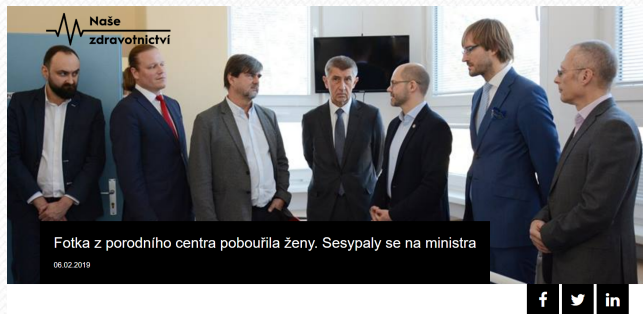 Naše
zdravotnictví
Fotka z porodního centra pobouřila ženy. Sesypaly se na ministra
06.02.2019